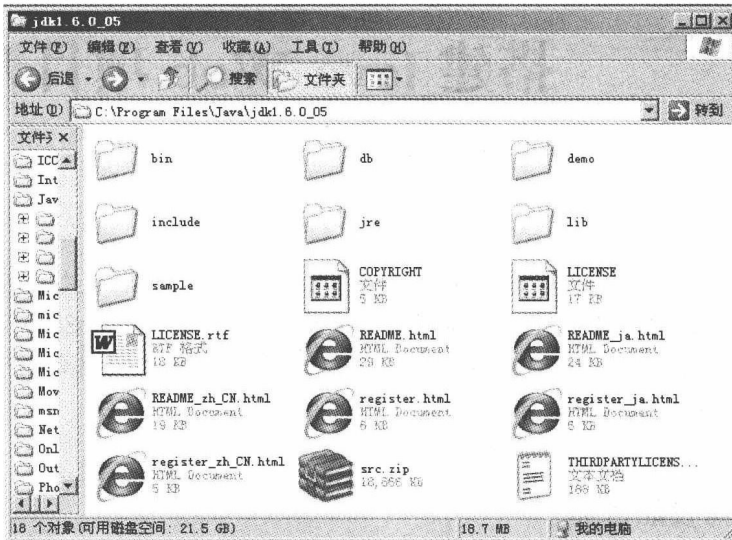 jdk1.6.0_05
文件(F) 编辑(E) 查看(V) 收藏(A) 工具(T) 帮助(H)
后退 搜索 文件夹
地址(D) C:\Program Files\Java\jdk1.6.0_05 转到
文件 ×
ICC
Int
Jav
Mic
mic
Mic
Mic
Mic
Mov
msn
Net
Onl
Out
Pho
bin db demo
include jre lib
sample
COPYRIGHT
文件
5 KB
LICENSE
文件
17 KB
LICENSE.rtf
RTF 格式
18 KB
README.html
HTML Document
29 KB
README_ja.html
HTML Document
24 KB
README_zh_CN.html
HTML Document
19 KB
register.html
HTML Document
6 KB
register_ja.html
HTML Document
6 KB
register_zh_CN.html
HTML Document
5 KB
src.zip
THIRDPARTYLICENS...
文本文档
18 个对象(可用磁盘空间: 21.5 GB) 18.7 MB 我的电脑